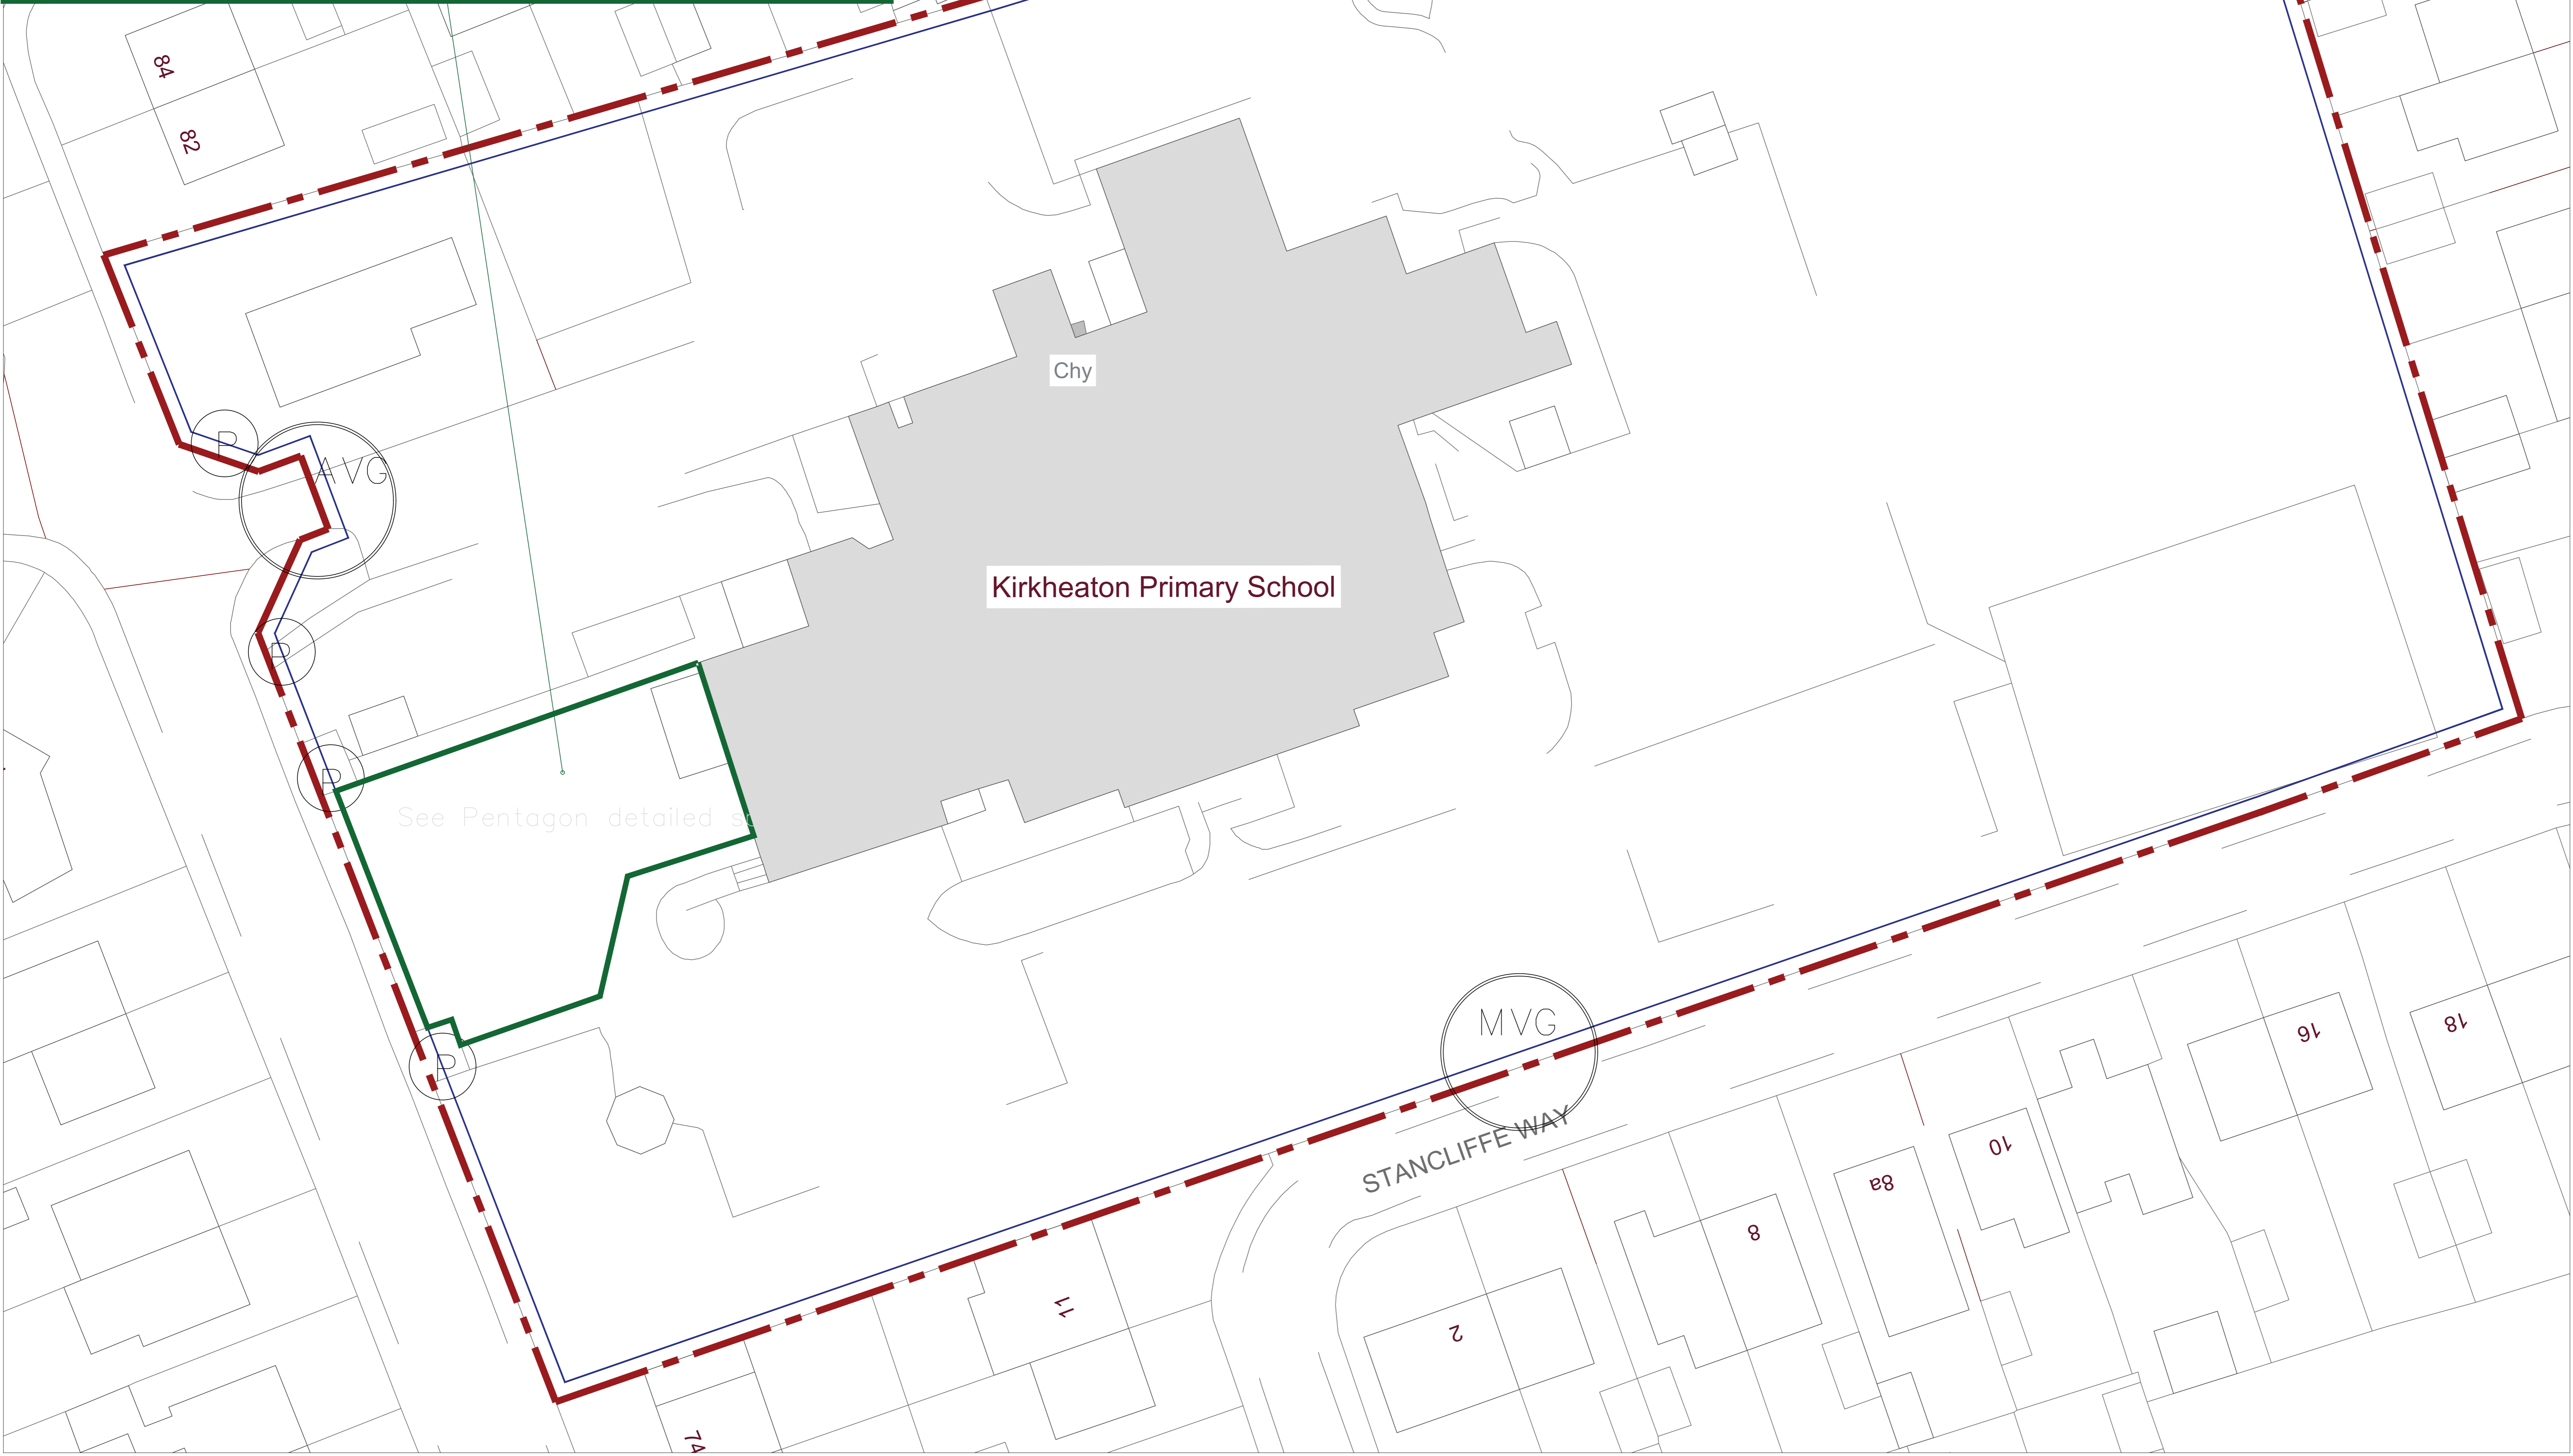 84
82
Chy
P
AVG
Kirkheaton Primary School
P
P
See Pentagon detailed
P
MVG
STANCLIFFE WAY
18
16
10
8a
8
2
11
74